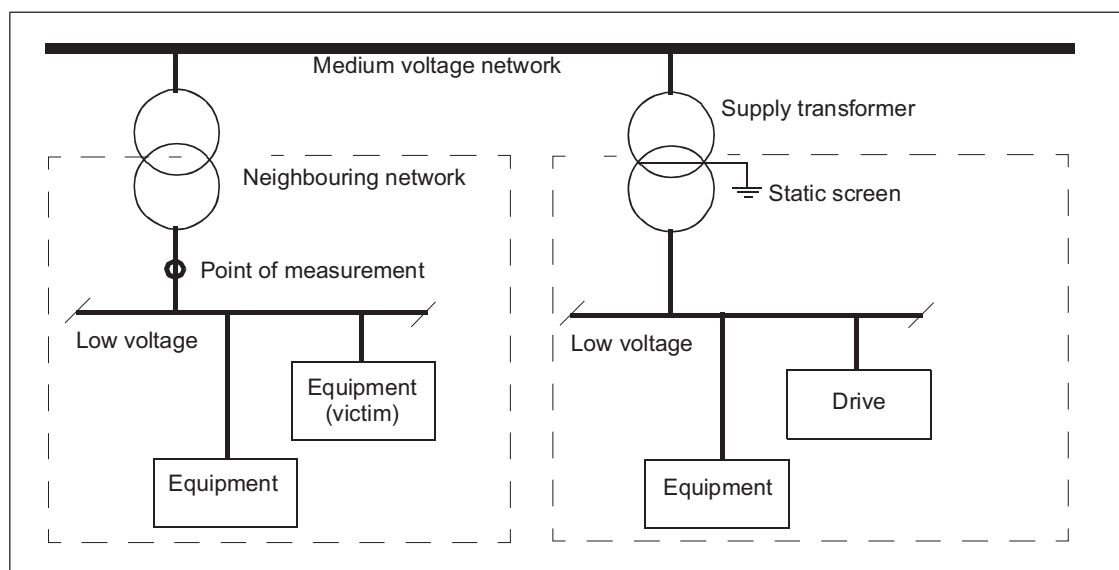 Medium voltage network
Supply transformer
Neighbouring network
Static screen
Point of measurement
Low voltage
Low voltage
Equipment
(victim)
Drive
Equipment
Equipment